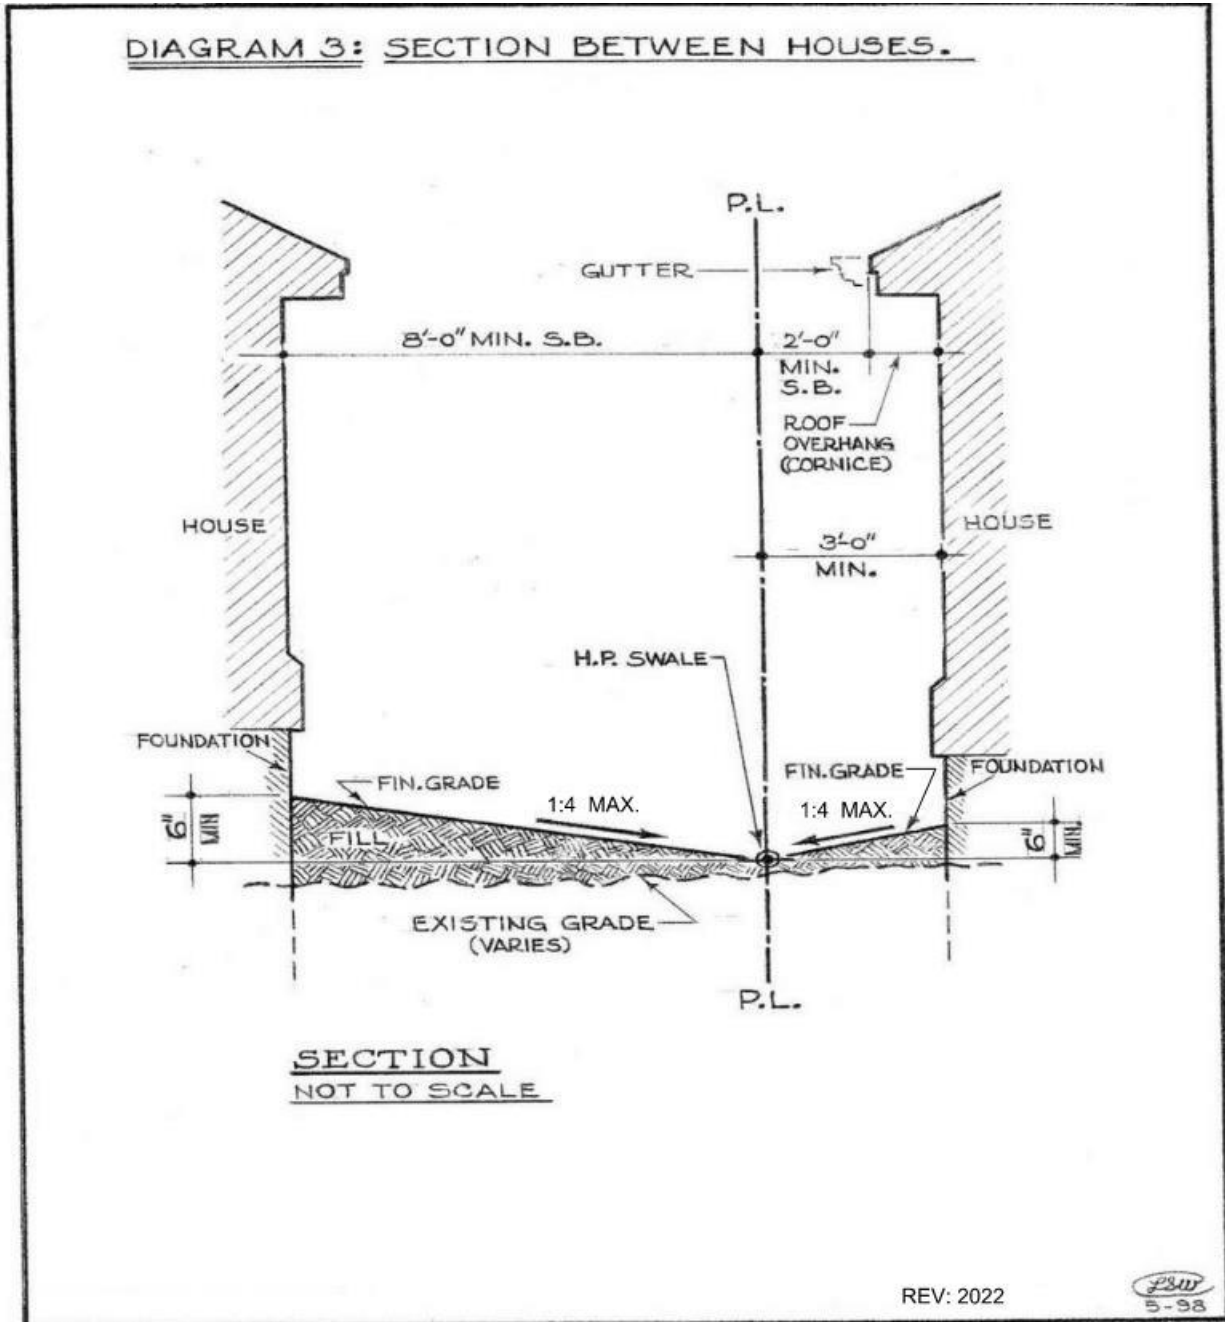 DIAGRAM 3: SECTION BETWEEN HOUSES.
P.L.
GUTTER
8'-0" MIN. S.B.
2'-0"
MIN.
S.B.
ROOF
OVERHANG
(CORNICE)
HOUSE
HOUSE
3'-0"
MIN.
H.P. SWALE
FOUNDATION
FIN. GRADE
FIN. GRADE
FOUNDATION
1:4 MAX.
1:4 MAX.
6"
MIN
FILL
6"
MIN
EXISTING GRADE
(VARIES)
P.L.
SECTION
NOT TO SCALE
REV: 2022
LSW
5-98